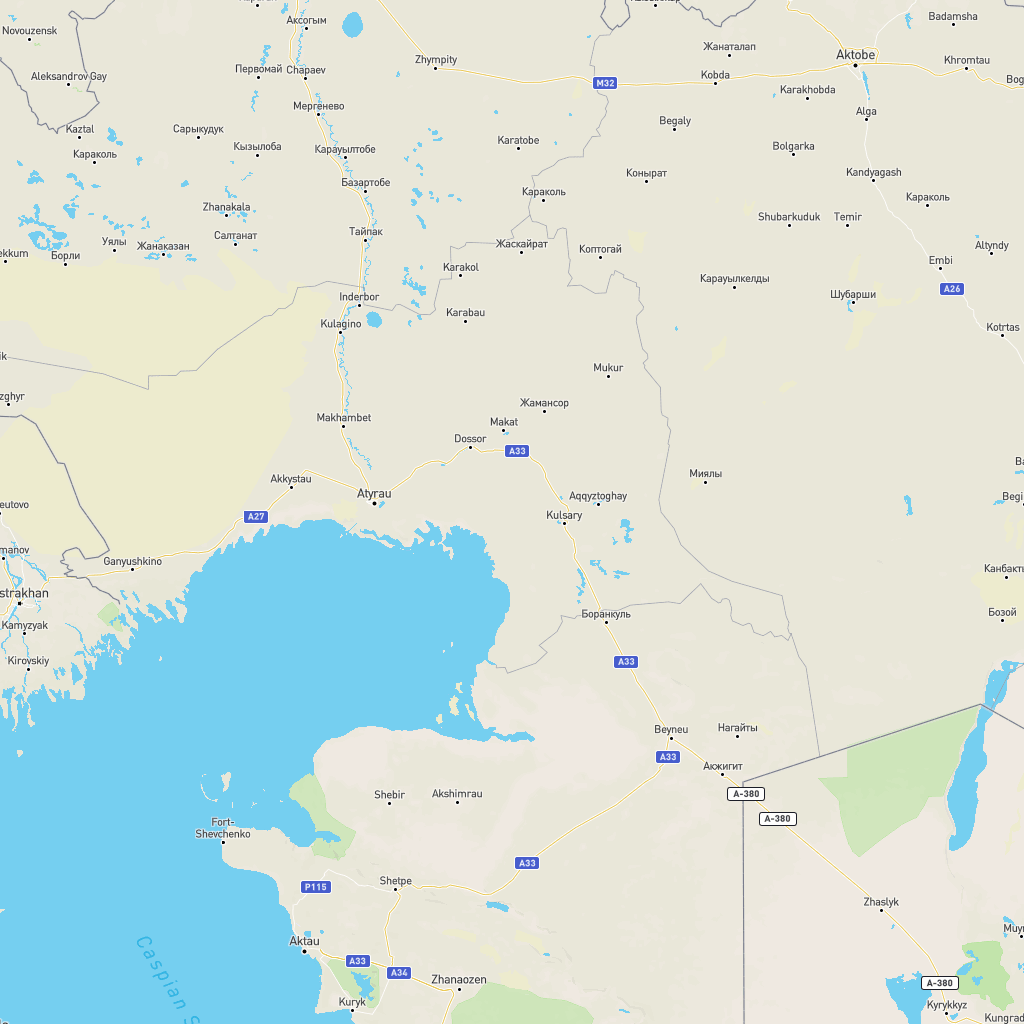 Аксогым
Badamsha
Novouzensk
Жанаталап
Aktobe
Zhympity
Khromtau
Первомай
Chapaev
Aleksandrov Gay
Kobda
M32
Karakhobda
Мергенево
Alga
Kaztal
Сарыкудук
Begaly
Karatobe
Кызылоба
Караколь
Карауылтобе
Bolgarka
Конырат
Kandyagash
Базартобе
Караколь
Караколь
Zhanakala
Shubarkuduk
Temir
Тайпак
Салтанат
Уялы
Жанаказан
Жаскайрат
Коптогай
Altyndy
Борли
Karakol
Embi
Карауылкелды
A26
Inderbor
Шубарши
Karabau
Kulagino
Kotrtas
Mukur
Makhambet
Жамансор
Makat
Dossor
A33
Миялы
Akkystau
Atyrau
Aqqyztoghay
A27
Kulsary
Ganyushkino
Kamyzyak
Боранкуль
Бозой
Kirovskiy
A33
Beyneu
Нагайты
A33
Акжигит
Shebir
Akshimrau
A-380
A-380
Fort-
Shevchenko
A33
Shetpe
P115
Zhaslyk
Aktau
A33
A34
Zhanaozen
A-380
Kuryk
Kyrykkyz
Kungrad
Caspian S